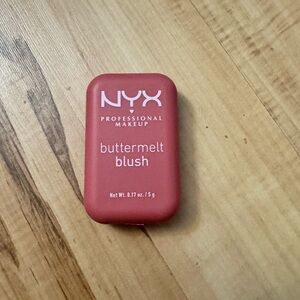 NYX
PROFESSIONAL
MAKEUP
buttermelt
blush
Net Wt. 0.17 oz. / 5 g